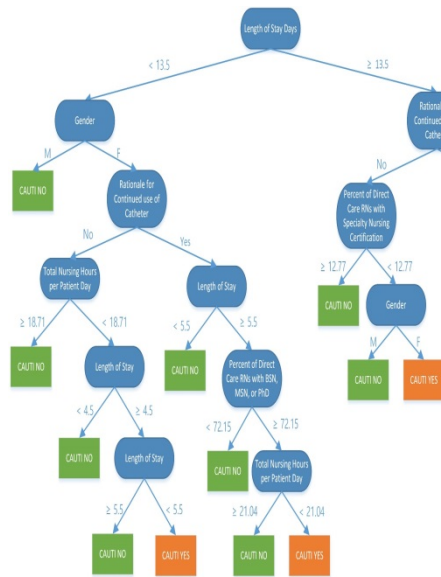 Length of Stay Days
< 13.5
≥ 13.5
Gender
Rational
Continued
Cathe
M
F
No
CAUTI NO
Rationale for
Continued use of
Catheter
Percent of Direct
Care RNs with
Specialty Nursing
Certification
No
Yes
≥ 12.77
< 12.77
Total Nursing Hours
per Patient Day
Length of Stay
CAUTI NO
Gender
≥ 18.71
< 18.71
< 5.5
≥ 5.5
M
F
CAUTI NO
Length of Stay
CAUTI NO
Percent of Direct
Care RNs with BSN,
MSN, or PhD
CAUTI NO
CAUTI YES
< 4.5
≥ 4.5
< 72.15
≥ 72.15
CAUTI NO
Length of Stay
CAUTI NO
Total Nursing Hours
per Patient Day
≥ 5.5
< 5.5
≥ 21.04
< 21.04
CAUTI NO
CAUTI YES
CAUTI NO
CAUTI YES